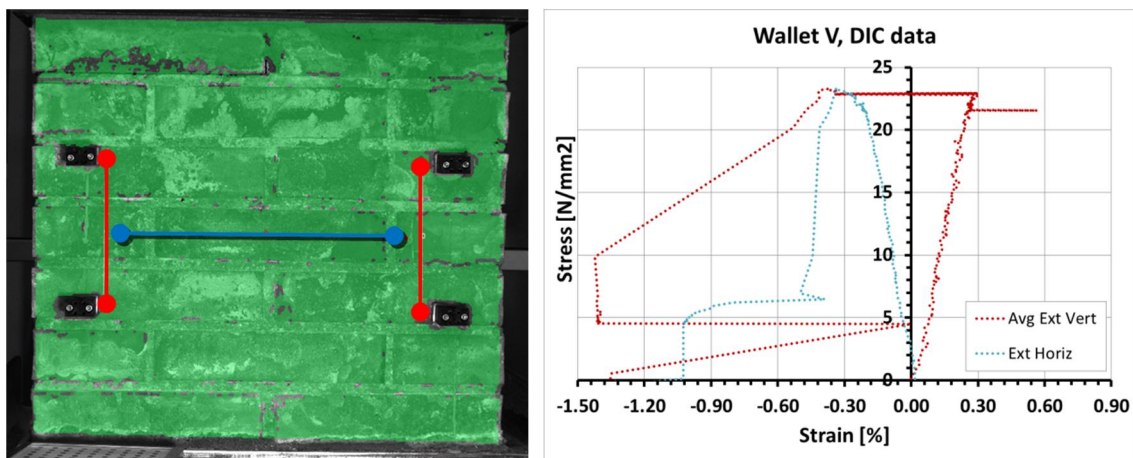 Wallet V, DIC data
Stress [N/mm2]
25
20
15
10
5
0
-1.50 -1.20 -0.90 -0.60 -0.30 0.00 0.30 0.60 0.90
Strain [%]
Avg Ext Vert
Ext Horiz